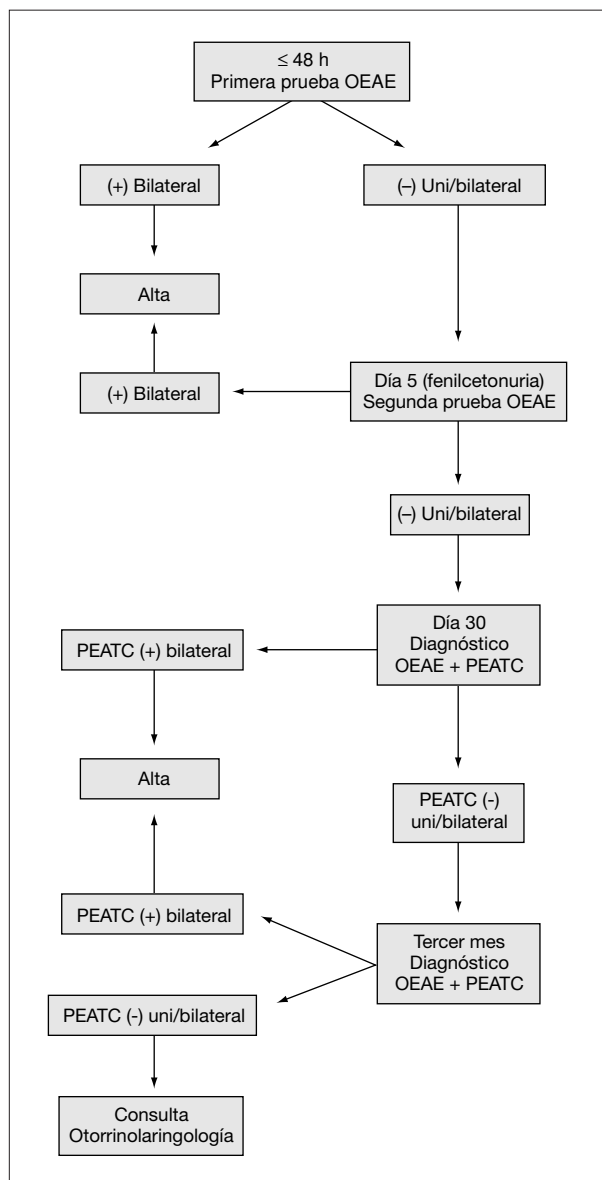 ≤ 48 h
Primera prueba OEAE
(+) Bilateral
(–) Uni/bilateral
Alta
(+) Bilateral
Día 5 (fenilcetonuria)
Segunda prueba OEAE
(–) Uni/bilateral
Día 30
Diagnóstico
OEAE + PEATC
PEATC (+) bilateral
Alta
PEATC (-)
uni/bilateral
PEATC (+) bilateral
Tercer mes
Diagnóstico
OEAE + PEATC
PEATC (-) uni/bilateral
Consulta
Otorrinolaringología